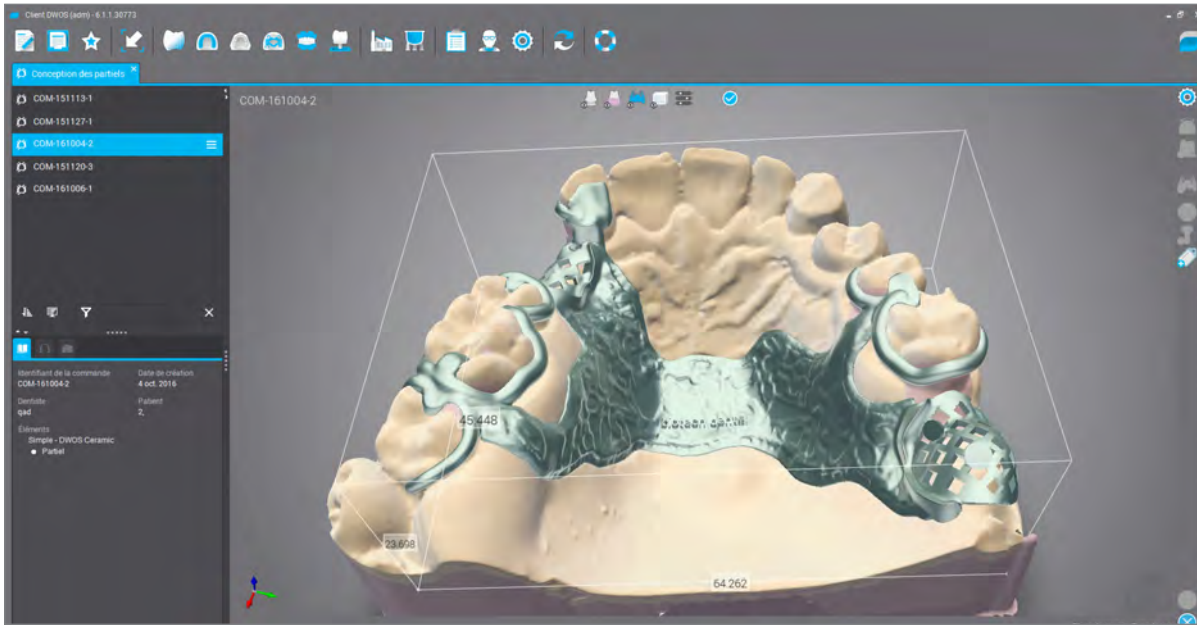 Client DWOS (adm) - 6.1.1.30773
Conception des partiels
COM-151113-1
COM-151127-1
COM-161004-2
COM-151120-3
COM-161006-1
Identifiant de la commande
COM-161004-2
Date de création
4 oct. 2016
Dentiste
qad
Patient
2,
Éléments
Simple - DWOS Ceramic
Partiel
COM-161004-2
45.448
23.698
64.262